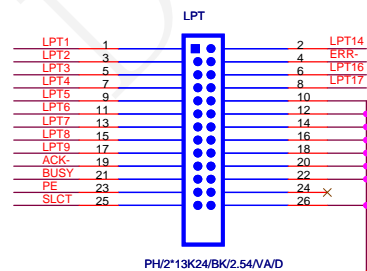 LPT
LPT1 1 2 LPT14
LPT2 3 4 ERR-
LPT3 5 6 LPT16
LPT4 7 8 LPT17
LPT5 9 10
LPT6 11 12
LPT7 13 14
LPT8 15 16
LPT9 17 18
ACK- 19 20
BUSY 21 22
PE 23 24
SLCT 25 26
PH/2*13K24/BK/2.54/VA/D